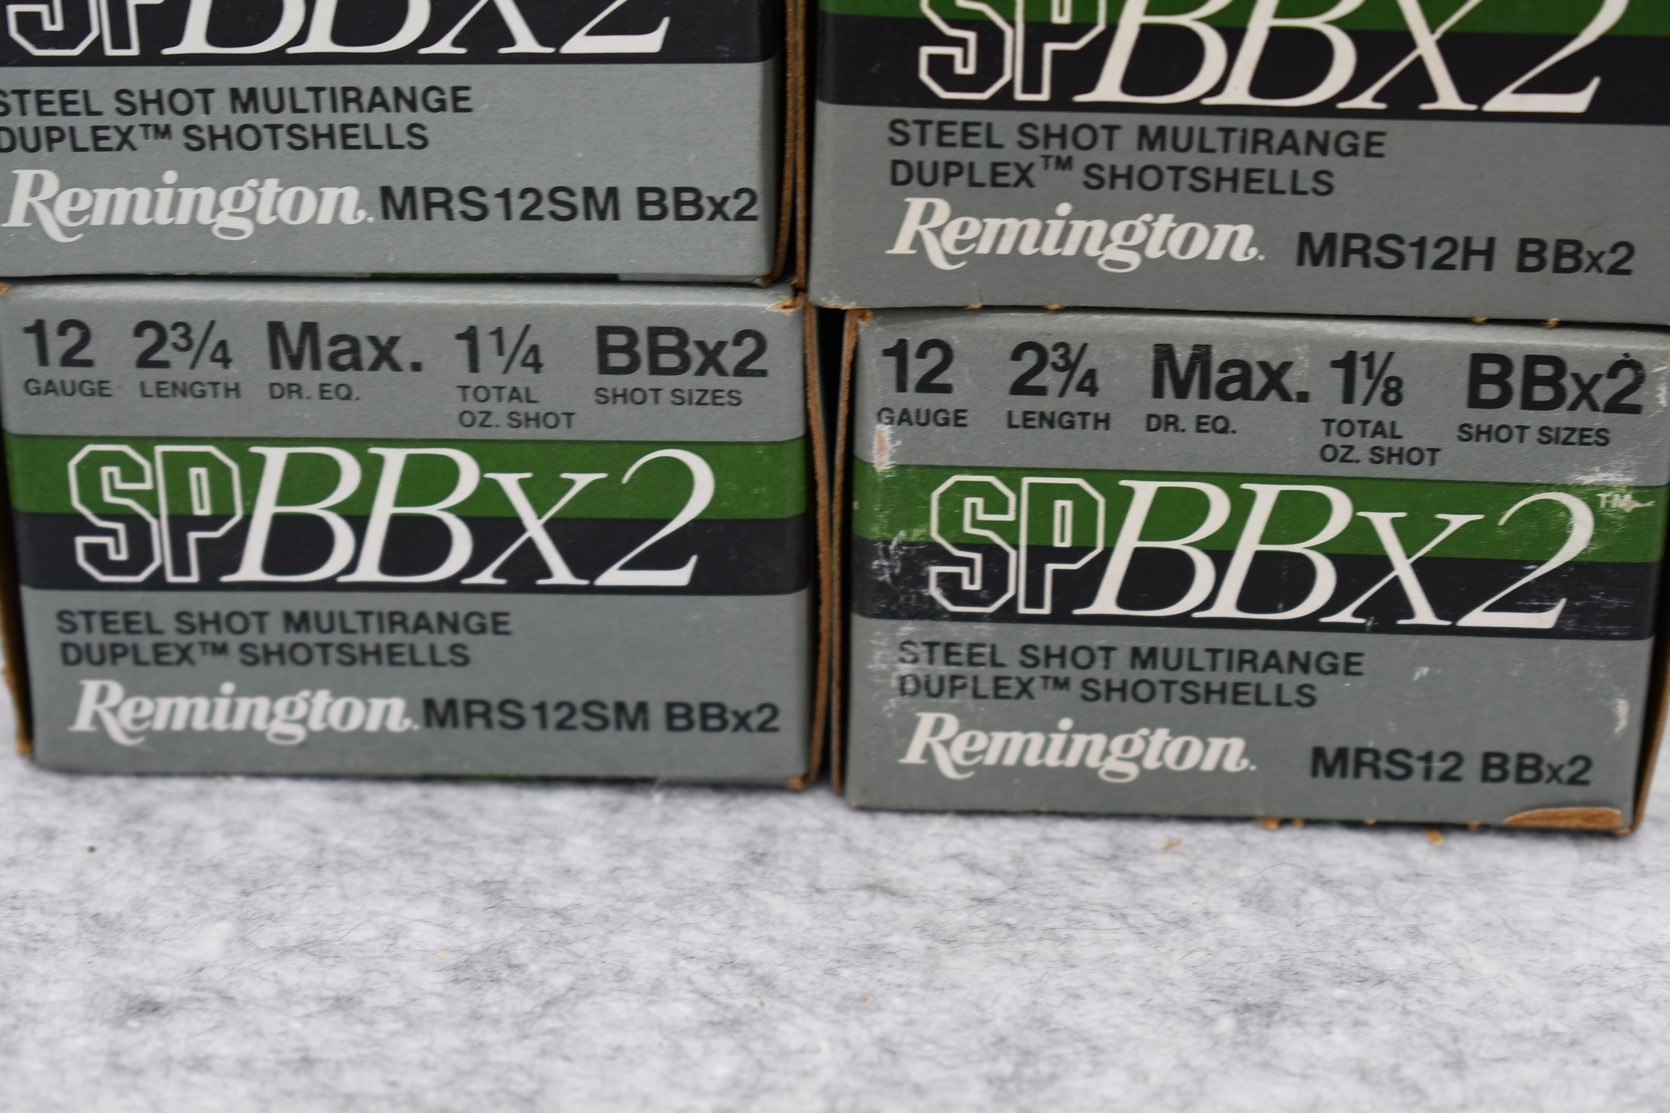 SPBBX2
STEEL SHOT MULTIRANGE
DUPLEX™ SHOTSHELLS
Remington. MRS12SM BBx2
SPBBX2
STEEL SHOT MULTIRANGE
DUPLEX™ SHOTSHELLS
Remington. MRS12H BBx2
12 2¾ Max. 1¼ BBx2
GAUGE LENGTH DR. EQ. TOTAL SHOT SIZES
OZ. SHOT
SPBBX2
STEEL SHOT MULTIRANGE
DUPLEX™ SHOTSHELLS
Remington. MRS12SM BBx2
12 2¾ Max. 1⅛ BBx2
GAUGE LENGTH DR. EQ. TOTAL SHOT SIZES
OZ. SHOT
SPBBX2™
STEEL SHOT MULTIRANGE
DUPLEX™ SHOTSHELLS
Remington. MRS12 BBx2